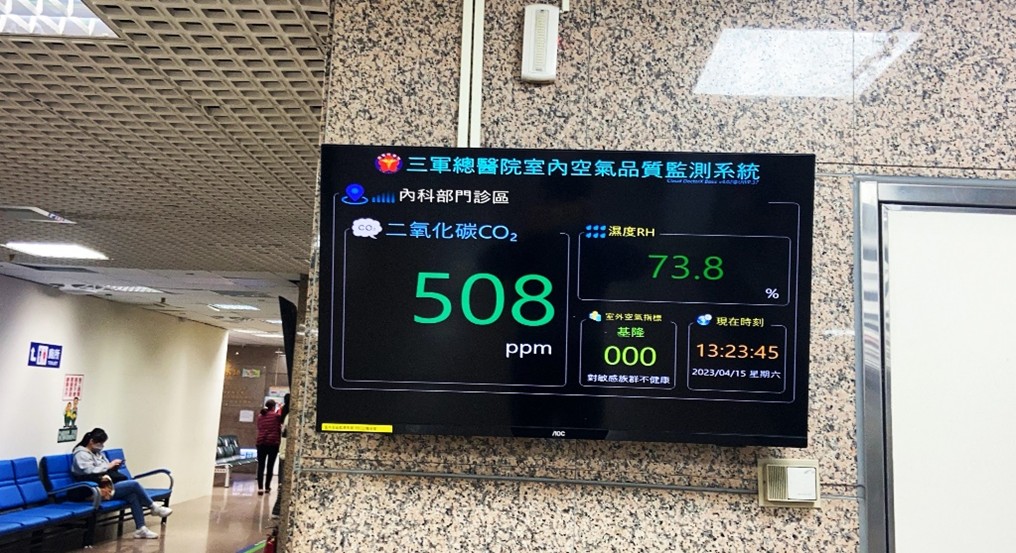 三軍總醫院室內空氣品質監測系統
內科部門診區
CO₂ 二氧化碳CO₂
508
ppm
濕度RH
73.8
%
室外空氣指標
基隆
000
對敏感族群不健康
現在時刻
13:23:45
2023/04/15 星期六
AOC
廁所